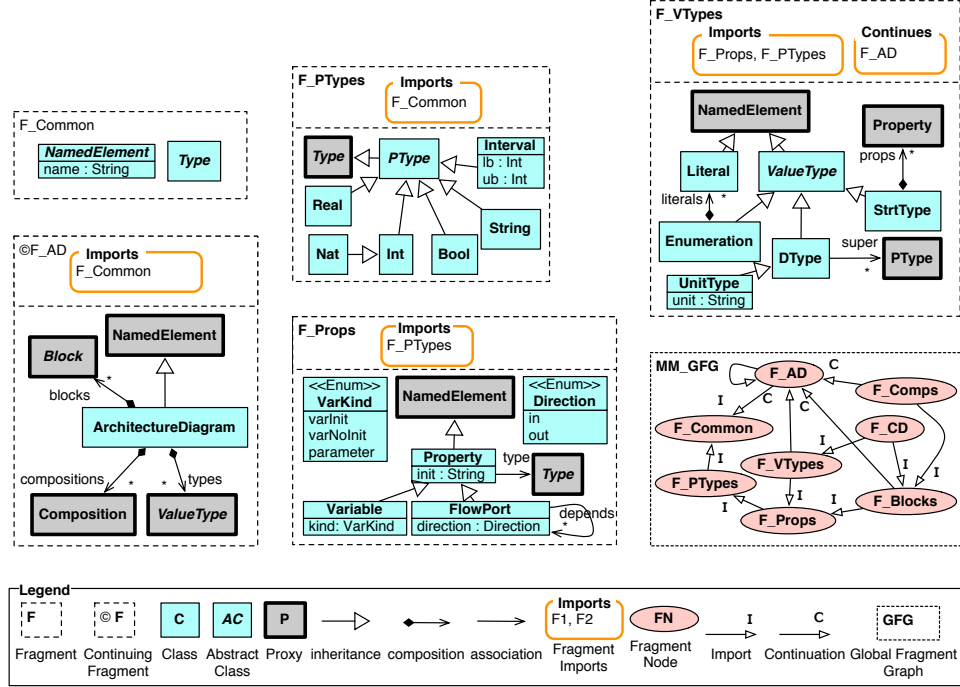 F_Common
NamedElement
name : String
Type
©F_AD
Imports
F_Common
NamedElement
Block
blocks
*
ArchitectureDiagram
compositions
*
*
types
Composition
ValueType
F_PTypes
Imports
F_Common
Type
PType
Interval
lb : Int
ub : Int
Real
String
Nat
Int
Bool
F_Props
Imports
F_PTypes
<<Enum>>
VarKind
varInit
varNoInit
parameter
NamedElement
<<Enum>>
Direction
in
out
Property
init : String
type
Type
Variable
kind: VarKind
FlowPort
direction : Direction
depends
*
F_VTypes
Imports
F_Props, F_PTypes
Continues
F_AD
NamedElement
Property
props
*
Literal
ValueType
literals
*
StrtType
Enumeration
DType
super
*
PType
UnitType
unit : String
MM_GFG
F_AD
C
F_Comps
I
C
C
F_Common
F_CD
I
I
F_VTypes
I
I
F_PTypes
I
I
I
F_Blocks
F_Props
Legend
F
© F
C
AC
P
Imports
F1, F2
FN
I
C
GFG
Fragment
Continuing
Fragment
Class
Abstract
Class
Proxy
inheritance
composition
association
Fragment
Imports
Fragment
Node
Import
Continuation
Global Fragment
Graph